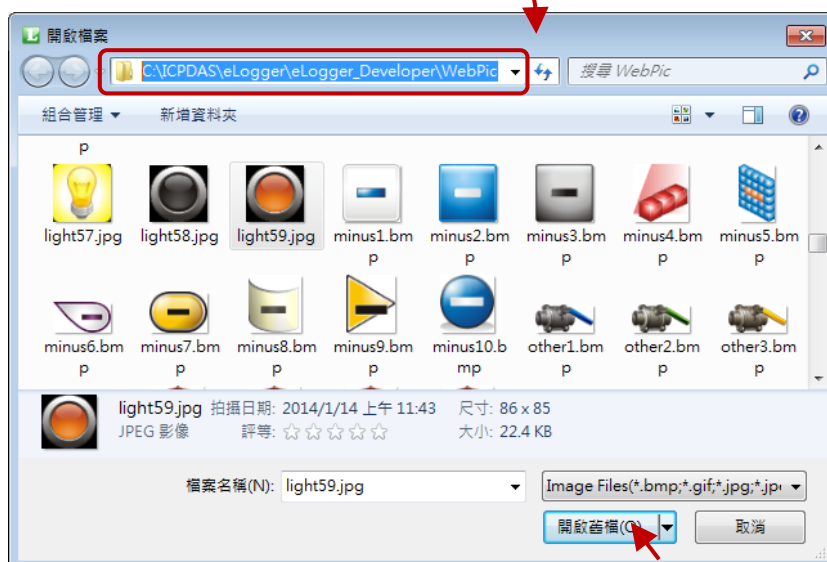 開啟檔案
C:\ICPDAS\eLogger\eLogger_Developer\WebPic
搜尋 WebPic
組合管理
新增資料夾
p
light57.jpg
light58.jpg
light59.jpg
minus1.bmp
minus2.bmp
minus3.bmp
minus4.bmp
minus5.bmp
minus6.bmp
minus7.bmp
minus8.bmp
minus9.bmp
minus10.bmp
other1.bmp
other2.bmp
other3.bmp
light59.jpg 拍攝日期: 2014/1/14 上午 11:43 尺寸: 86 x 85
JPEG 影像 評等: 大小: 22.4 KB
檔案名稱(N): light59.jpg
Image Files(*.bmp;*.gif;*.jpg;*.jp
開啟舊檔(O)
取消